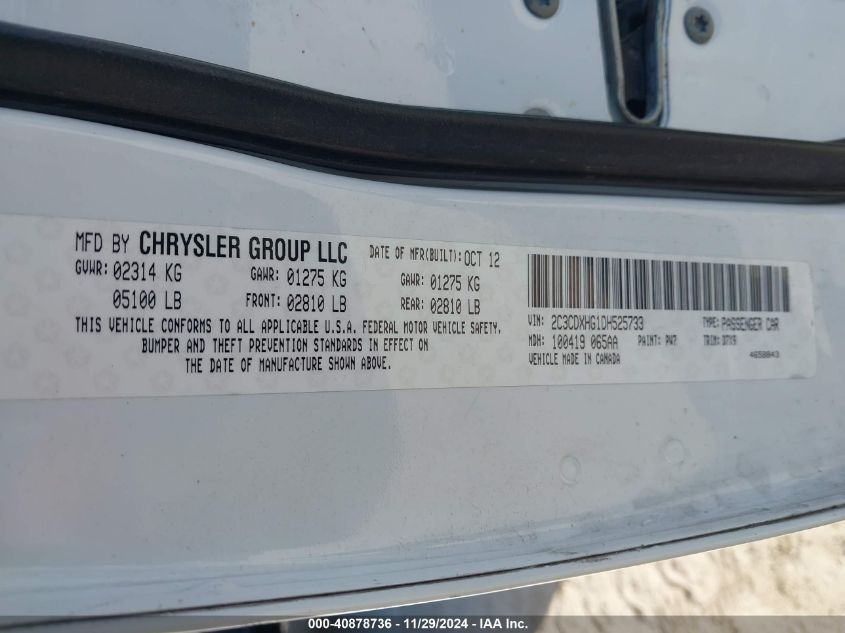 MFD BY CHRYSLER GROUP LLC DATE OF MFR(BUILT): OCT 12
GVWR: 02314 KG GAWR: 01275 KG GAWR: 01275 KG
05100 LB FRONT: 02810 LB REAR: 02810 LB
THIS VEHICLE CONFORMS TO ALL APPLICABLE U.S.A. FEDERAL MOTOR VEHICLE SAFETY.
BUMPER AND THEFT PREVENTION STANDARDS IN EFFECT ON
THE DATE OF MANUFACTURE SHOWN ABOVE.
VIN: 2C3CDXHG1DH525733 TYPE: PASSENGER CAR
MDH: 100419 065AA PAINT: PW7 TRIM: D7X9
VEHICLE MADE IN CANADA 4658043
000-40878736 - 11/29/2024 - IAA Inc.